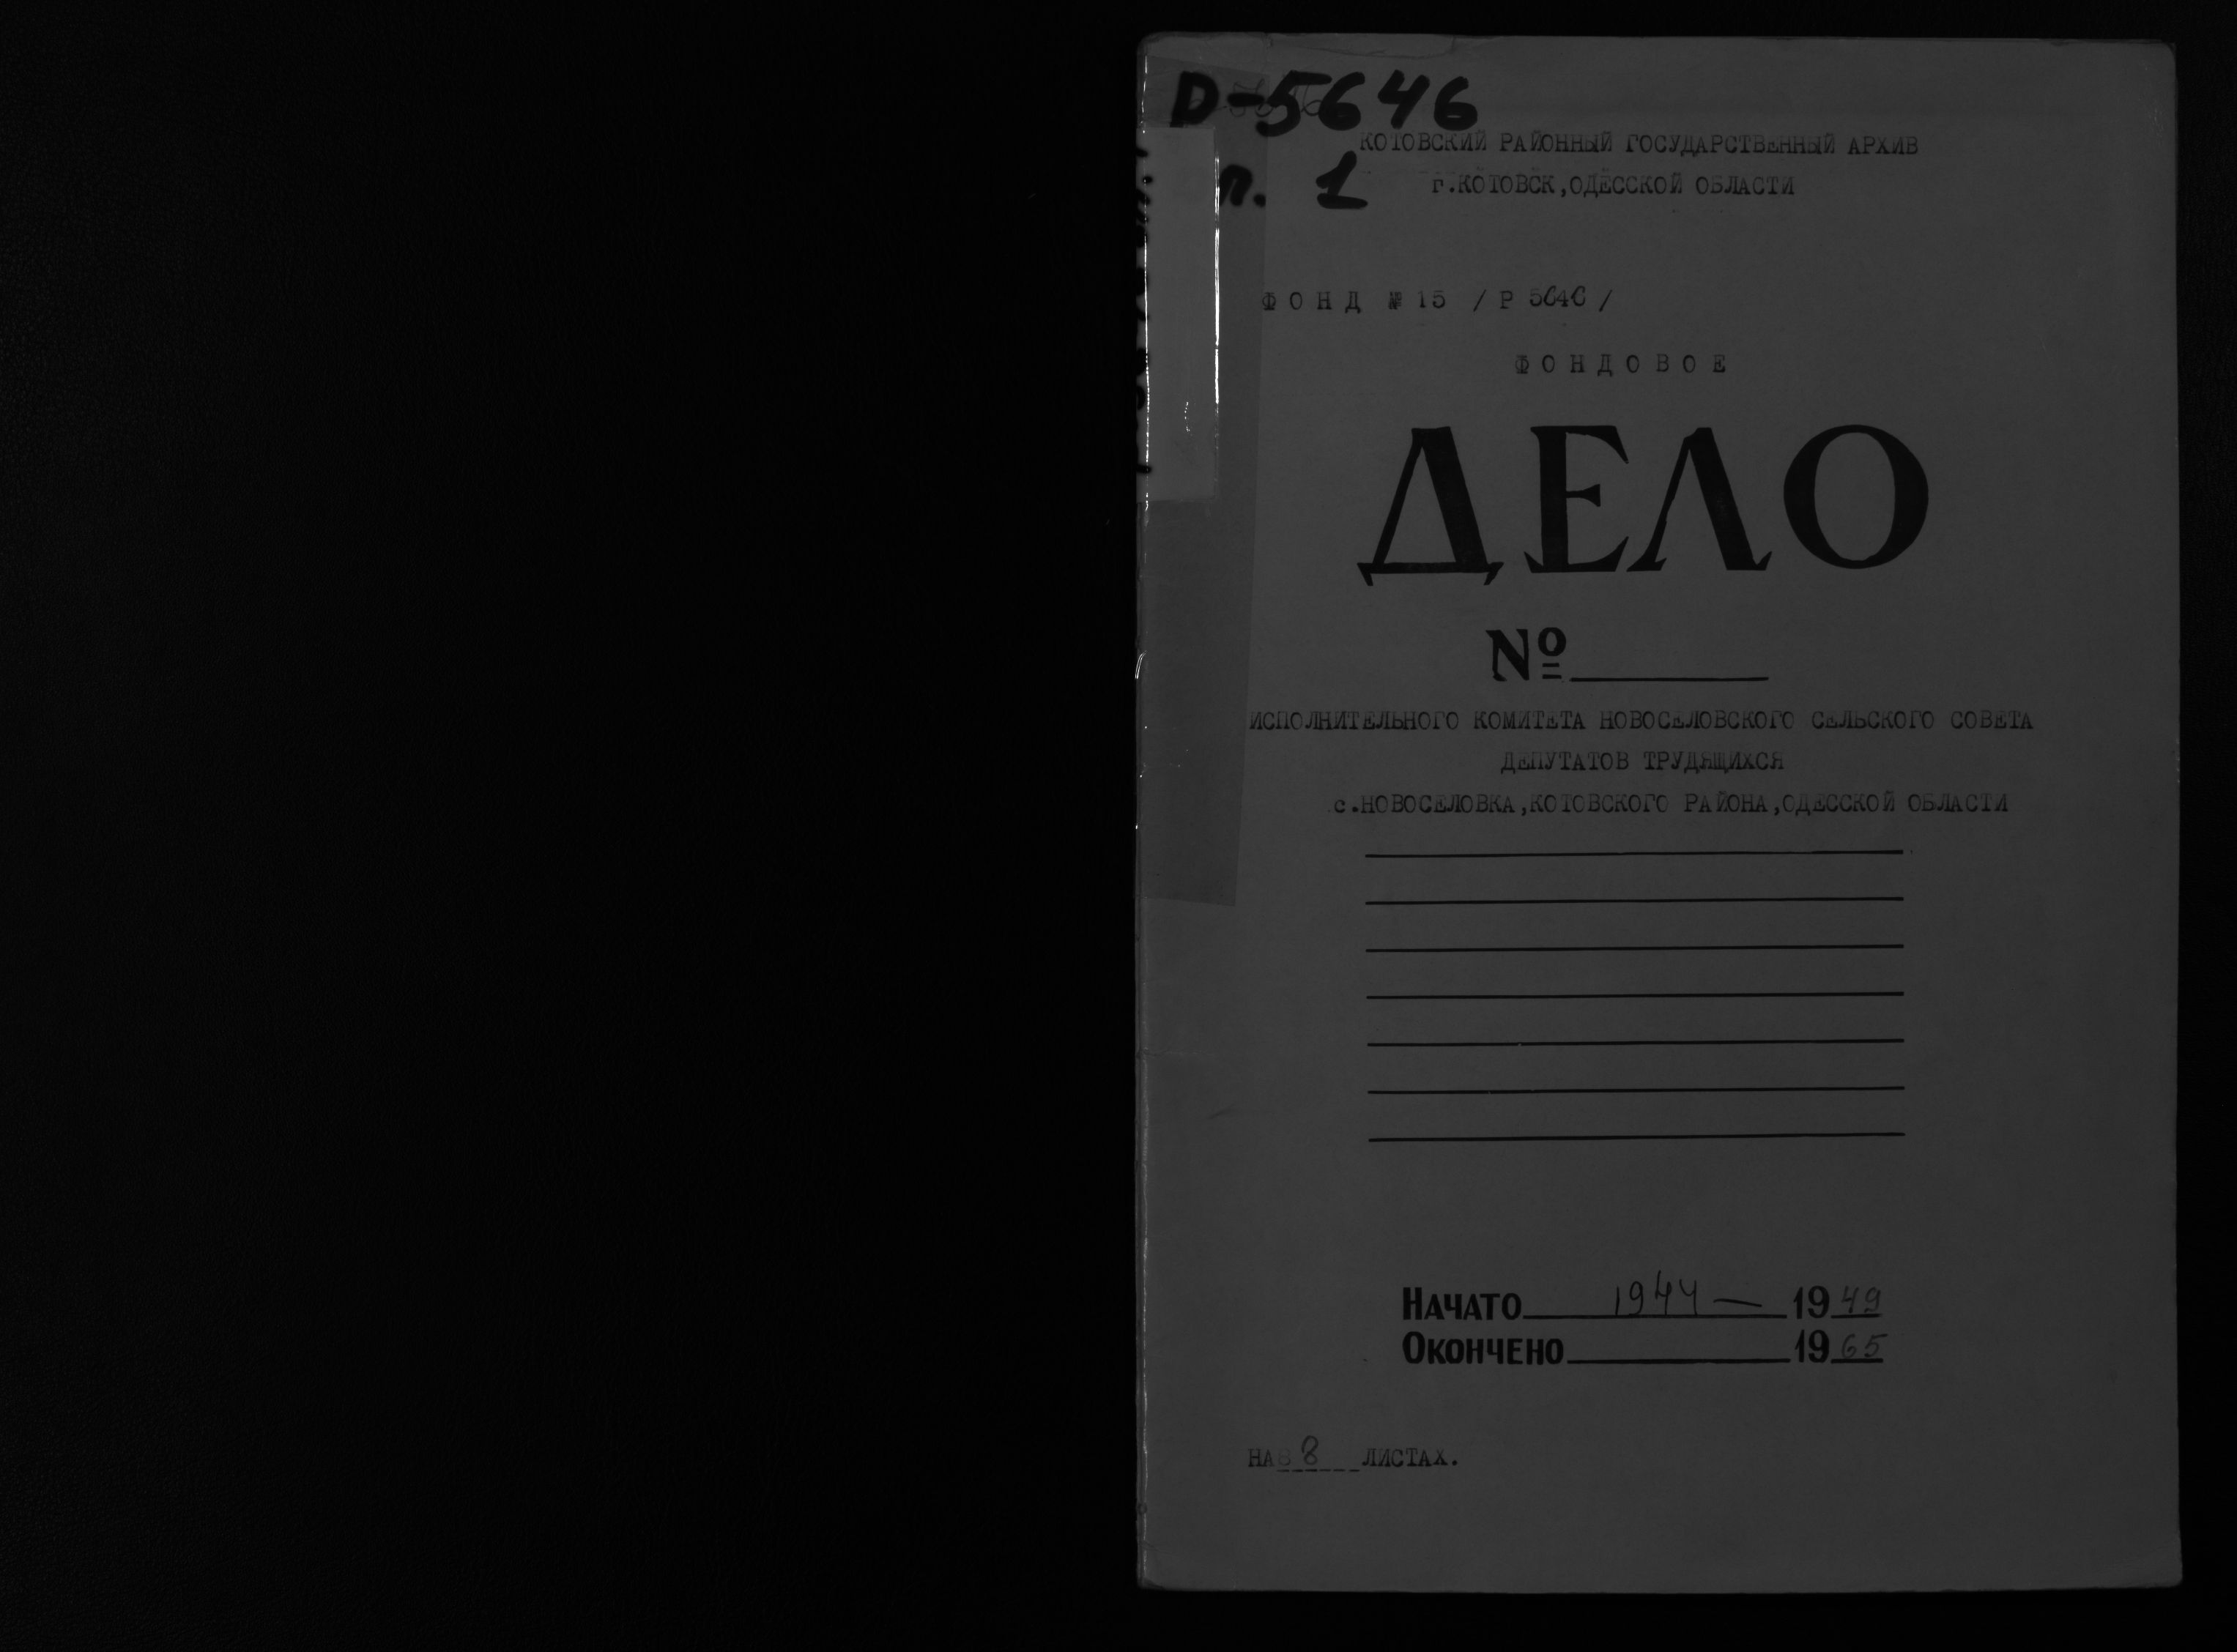 D-5646
КОТОВСКИЙ РАЙОННЫЙ ГОСУДАРСТВЕННЫЙ АРХИВ
п. 1
г.КОТОВСК,ОДЕССКОЙ ОБЛАСТИ
ФОНД №15 /Р 5646/
ФОНДОВОЕ
ДЕЛО
№
ИСПОЛНИТЕЛЬНОГО КОМИТЕТА НОВОСЕЛОВСКОГО СЕЛЬСКОГО СОВЕТА
ДЕПУТАТОВ ТРУДЯЩИХСЯ
с.НОВОСЕЛОВКА,КОТОВСКОГО РАЙОНА,ОДЕССКОЙ ОБЛАСТИ
НАЧАТО 1944 — 1949
ОКОНЧЕНО 1965
НА 8 ЛИСТАХ.